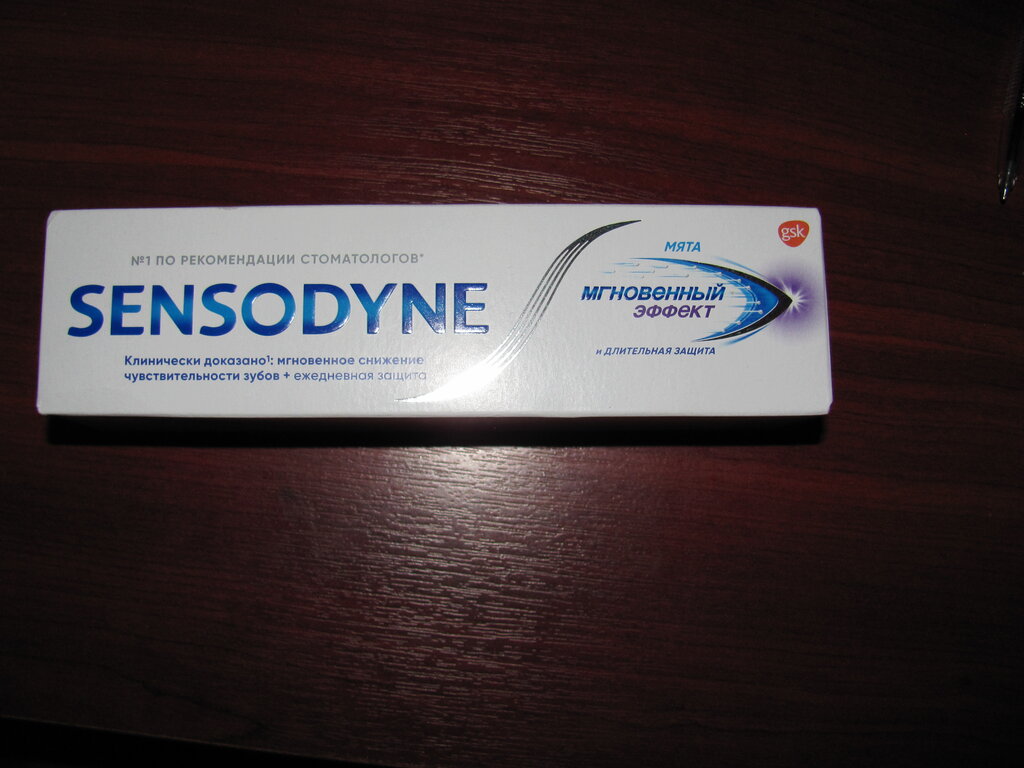 №1 ПО РЕКОМЕНДАЦИИ СТОМАТОЛОГОВ*
SENSODYNE
Клинически доказано¹: мгновенное снижение
чувствительности зубов + ежедневная защита
МЯТА
МГНОВЕННЫЙ
ЭФФЕКТ
и ДЛИТЕЛЬНАЯ ЗАЩИТА
gsk